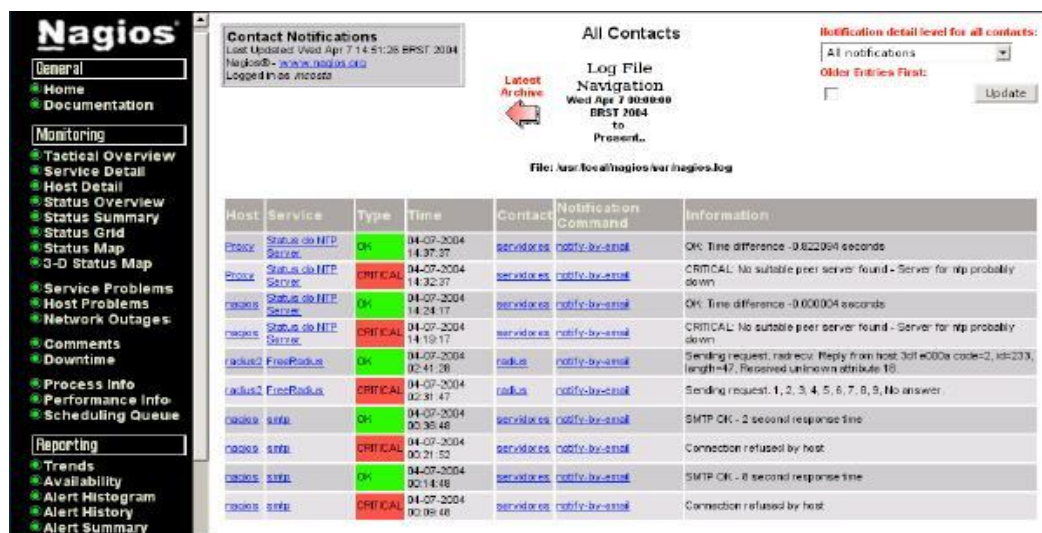 Nagios®
General
Home
Documentation
Monitoring
Tactical Overview
Service Detail
Host Detail
Status Overview
Status Summary
Status Grid
Status Map
3-D Status Map
Service Problems
Host Problems
Network Outages
Comments
Downtime
Process Info
Performance Info
Scheduling Queue
Reporting
Trends
Availability
Alert Histogram
Alert History
Alert Summary
Contact Notifications
Last Updated: Wed Apr 7 14:51:28 BRST 2004
Nagios® - www.nagios.org
Logged in as
All Contacts
Latest
Archive
Log File
Navigation
Wed Apr 7 00:00:00
BRST 2004
to
Present..
File: /usr/local/nagios/var/nagios.log
Notification detail level for all contacts:
All notifications
Older Entries First:
Update
Host Service Type Time Contact Notification Command Information
Proxy Status do NTP Server OK 04-07-2004 14:37:37 servidores notify-by-email OK: Time difference -0.822094 seconds
Proxy Status do NTP Server CRITICAL 04-07-2004 14:32:37 servidores notify-by-email CRITICAL: No suitable peer server found - Server for ntp probably down
nagios Status do NTP Server OK 04-07-2004 14:24:17 servidores notify-by-email OK: Time difference -0.000004 seconds
nagios Status do NTP Server CRITICAL 04-07-2004 14:19:17 servidores notify-by-email CRITICAL: No suitable peer server found - Server for ntp probably down
radius2 FreeRadius OK 04-07-2004 02:41:28 radius notify-by-email Sending request. radrecv: Reply from host 3d1e000a code=2, id=233, length=47, Received unknown attribute 18.
radius2 FreeRadius CRITICAL 04-07-2004 02:31:47 radius notify-by-email Sending request. 1, 2, 3, 4, 5, 6, 7, 8, 9, No answer.
nagios smtp OK 04-07-2004 00:36:48 servidores notify-by-email SMTP OK - 2 second response time
nagios smtp CRITICAL 04-07-2004 00:21:52 servidores notify-by-email Connection refused by host
nagios smtp OK 04-07-2004 00:14:48 servidores notify-by-email SMTP OK - 8 second response time
nagios smtp CRITICAL 04-07-2004 00:09:48 servidores notify-by-email Connection refused by host